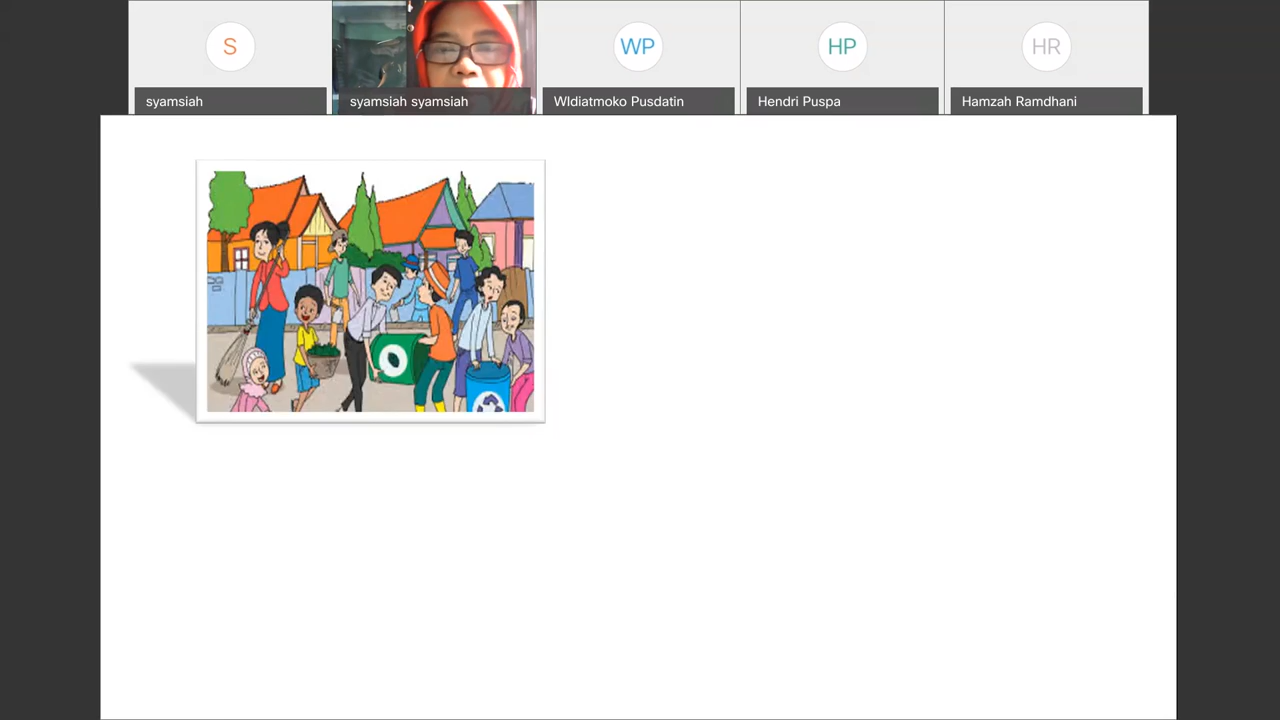 S
WP
HP
HR
syamsiah
syamsiah syamsiah
WIdiatmoko Pusdatin
Hendri Puspa
Hamzah Ramdhani